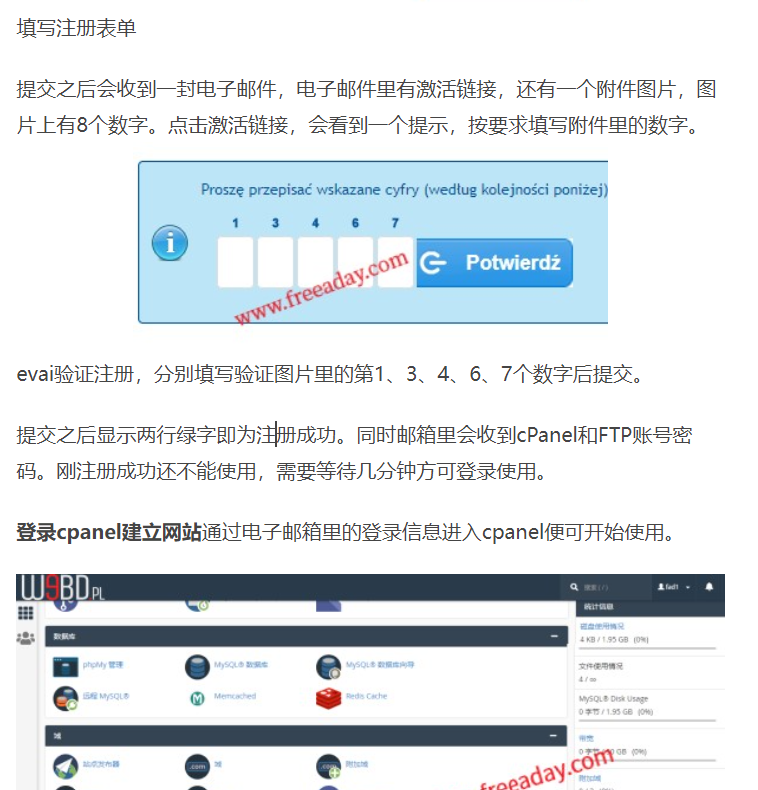 填写注册表单
提交之后会收到一封电子邮件，电子邮件里有激活链接，还有一个附件图片，图
片上有8个数字。点击激活链接，会看到一个提示，按要求填写附件里的数字。
Proszę przepisać wskazane cyfry (według kolejności poniżej)
1 3 4 6 7
Potwierdź
www.freeaday.com
evai验证注册，分别填写验证图片里的第1、3、4、6、7个数字后提交。
提交之后显示两行绿字即为注册成功。同时邮箱里会收到cPanel和FTP账号密
码。刚注册成功还不能使用，需要等待几分钟方可登录使用。
登录cpanel建立网站通过电子邮箱里的登录信息进入cpanel便可开始使用。
W9BD.PL
搜索 ( / )
fad1
统计信息
数据库
磁盘使用情况
4 KB / 1.95 GB (0%)
phpMy 管理
MySQL® 数据库
MySQL® 数据库向导
文件使用情况
4 / ∞
远程 MySQL®
Memcached
Redis Cache
MySQL® Disk Usage
0 字节 / 1.95 GB (0%)
域
带宽
0 字节 / GB (0%)
站点发布器
域
附加域
附加域
freeaday.com